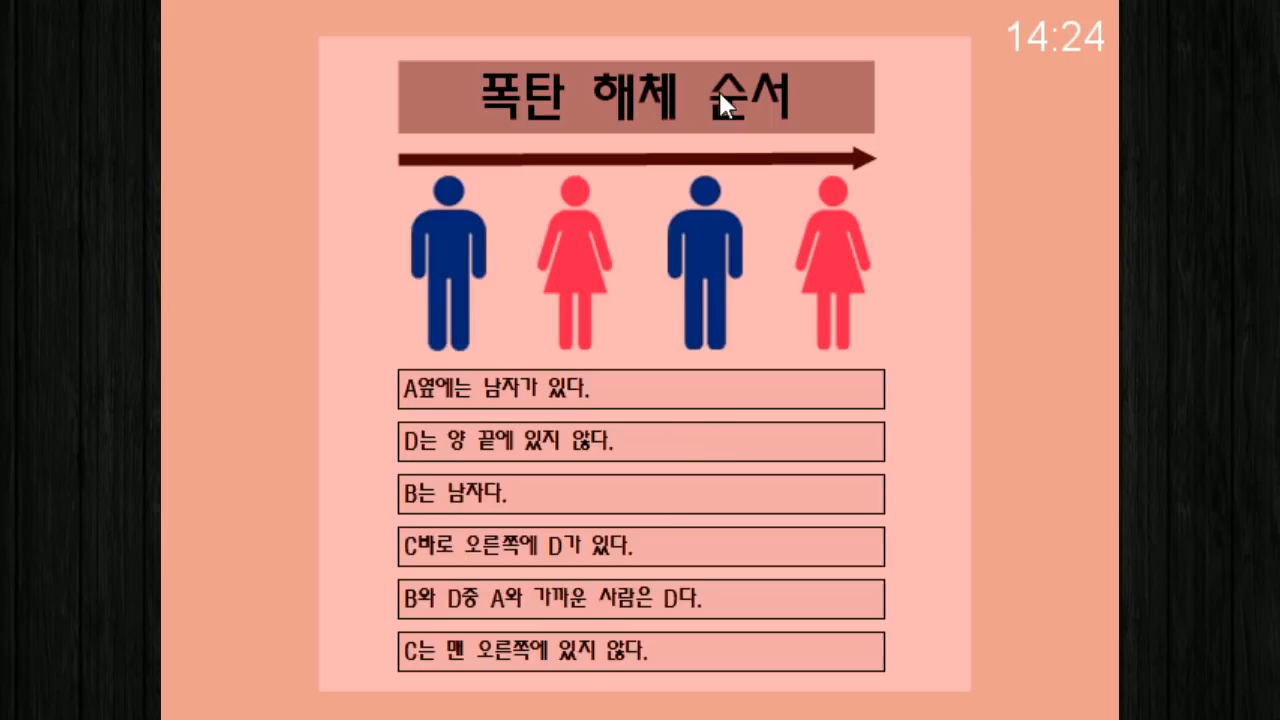 14:24
폭탄 해체 순서
A옆에는 남자가 있다.
D는 양 끝에 있지 않다.
B는 남자다.
C바로 오른쪽에 D가 있다.
B와 D중 A와 가까운 사람은 D다.
C는 맨 오른쪽에 있지 않다.